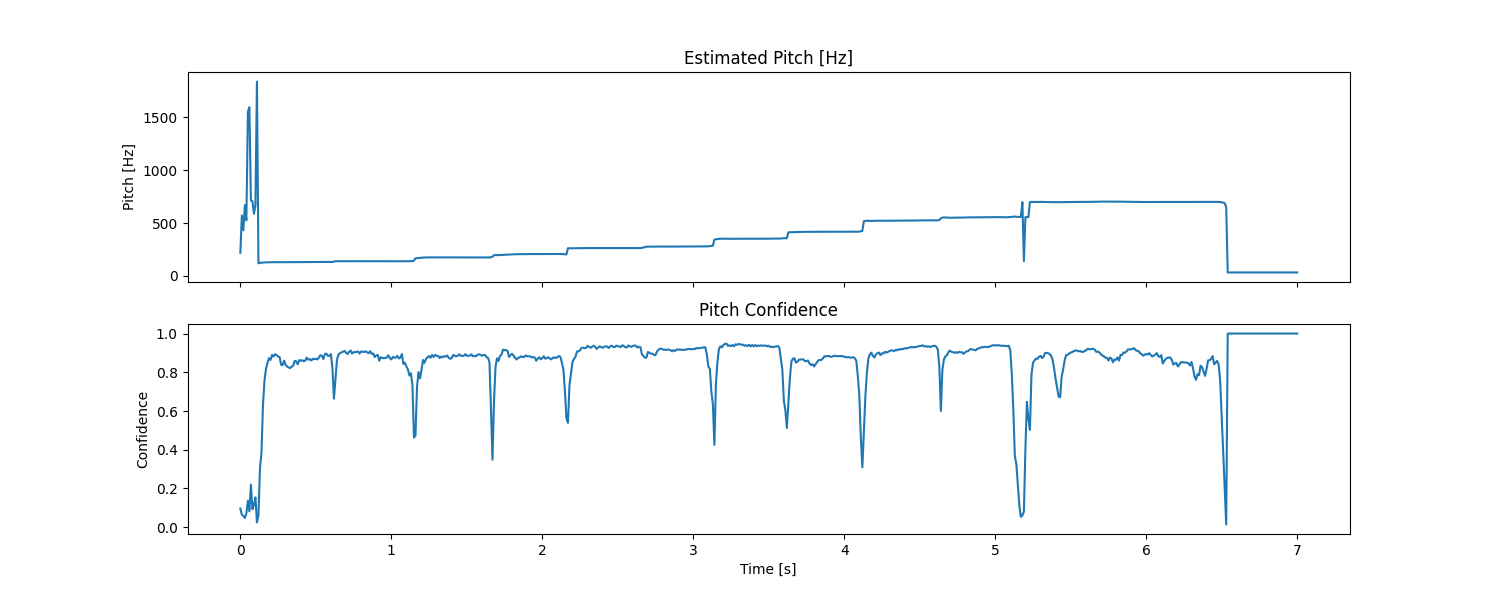 Estimated Pitch [Hz]
1500
1000
500
0
Pitch [Hz]
Pitch Confidence
1.0
0.8
0.6
0.4
0.2
0.0
Confidence
0 1 2 3 4 5 6 7
Time [s]